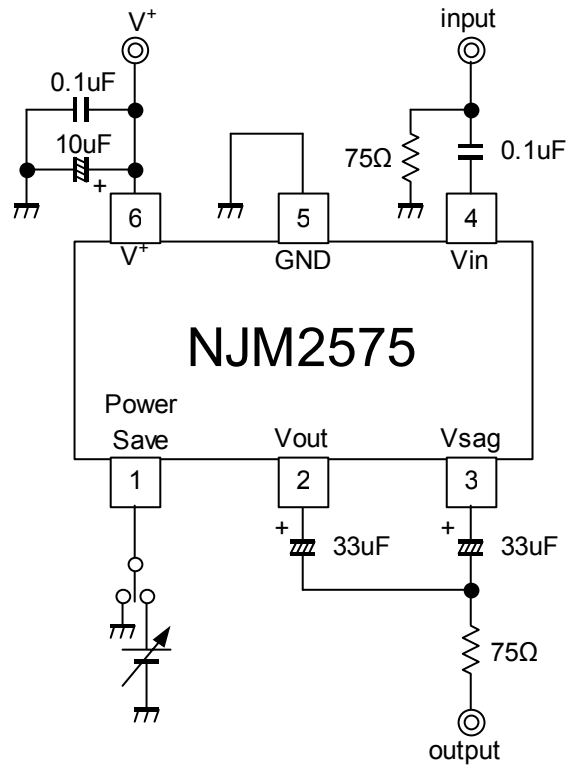 V+
input
0.1uF
10uF
+
75Ω
0.1uF
6
5
4
V+
GND
Vin
NJM2575
Power
Save
Vout
Vsag
1
2
3
+
33uF
+
33uF
75Ω
output